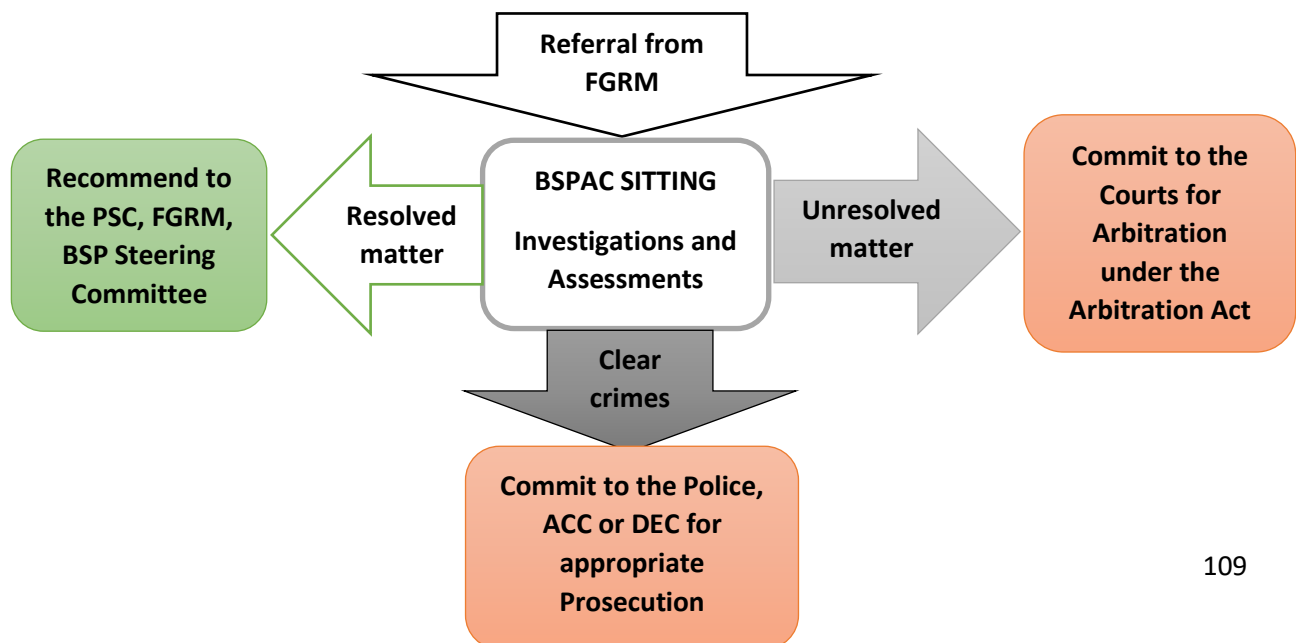 Referral from
FGRM
Recommend to
the PSC, FGRM,
BSP Steering
Committee
Resolved
matter
BSPAC SITTING
Investigations and
Assessments
Unresolved
matter
Commit to the
Courts for
Arbitration
under the
Arbitration Act
Clear
crimes
Commit to the Police,
ACC or DEC for
appropriate
Prosecution
109